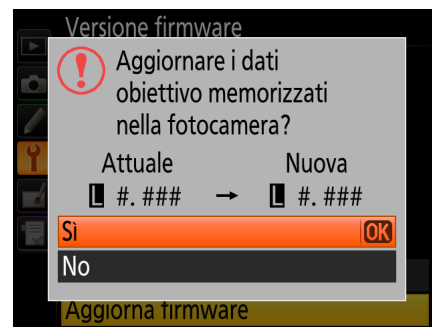 Versione firmware
Aggiornare i dati
obiettivo memorizzati
nella fotocamera?
Attuale Nuova
L #. ### → L #. ###
Sì OK
No
Aggiorna firmware